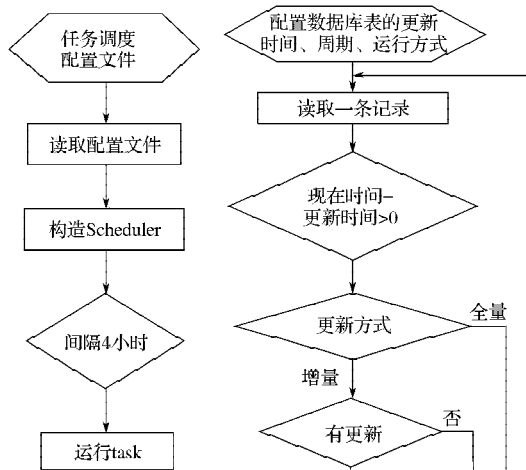 任务调度
配置文件
读取配置文件
构造Scheduler
间隔4小时
运行task
配置数据库表的更新
时间、周期、运行方式
读取一条记录
现在时间-
更新时间>0
更新方式
全量
增量
有更新
否